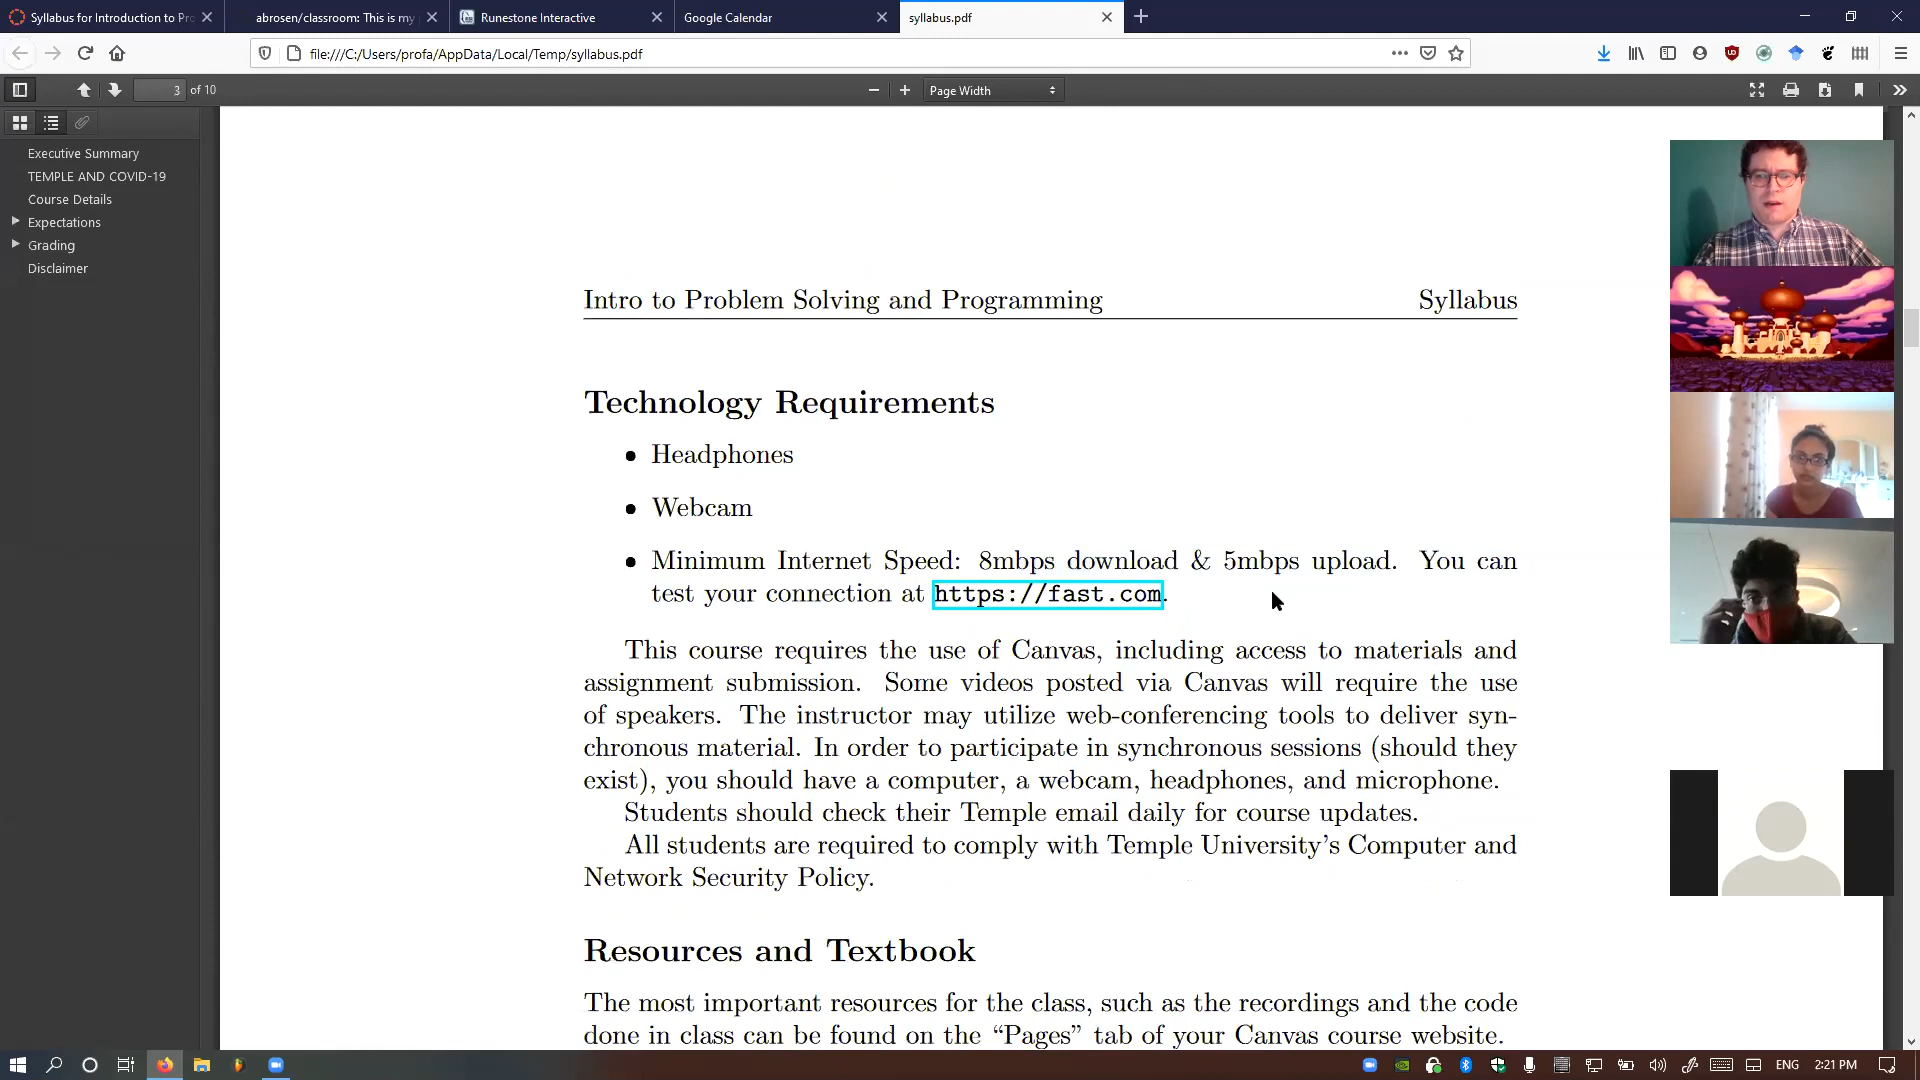 Syllabus for Introduction to Pro
abrosen/classroom: This is my
Runestone Interactive
Google Calendar
syllabus.pdf
file:///C:/Users/profa/AppData/Local/Temp/syllabus.pdf
3 of 10
Page Width
Executive Summary
TEMPLE AND COVID-19
Course Details
Expectations
Grading
Disclaimer
Intro to Problem Solving and Programming Syllabus
Technology Requirements
• Headphones
• Webcam
• Minimum Internet Speed: 8mbps download & 5mbps upload. You can
test your connection at https://fast.com.
This course requires the use of Canvas, including access to materials and
assignment submission. Some videos posted via Canvas will require the use
of speakers. The instructor may utilize web-conferencing tools to deliver syn-
chronous material. In order to participate in synchronous sessions (should they
exist), you should have a computer, a webcam, headphones, and microphone.
Students should check their Temple email daily for course updates.
All students are required to comply with Temple University's Computer and
Network Security Policy.
Resources and Textbook
The most important resources for the class, such as the recordings and the code
done in class can be found on the “Pages” tab of your Canvas course website.
ENG 2:21 PM